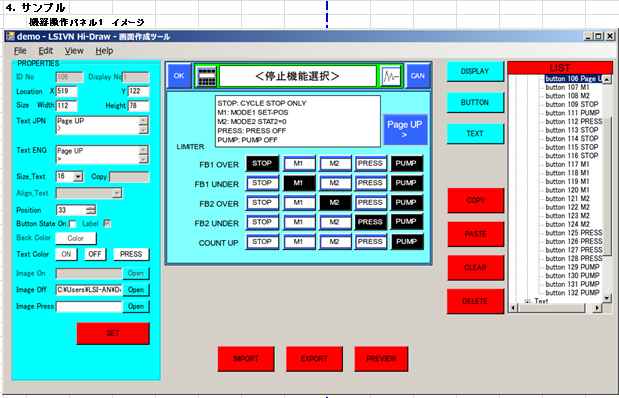 4. サンプル
機器操作パネル1 イメージ
demo - LSIVN Hi-Draw - 画面作成ツール
File Edit View Help
PROPERTIES
ID No 106 Display No 1
Location X 519 Y 122
Size Width 112 Height 78
Text JPN Page UP
>
Text ENG Page UP
>
Size,Text 16 Copy
Align,Text
Position 33
Button State On Label
Back Color Color
Text Color ON OFF PRESS
Image On Open
Image Off C:¥Users¥LSI-AN¥De Open
Image Press Open
SET
OK <停止機能選択> CAN
STOP: CYCLE STOP ONLY
M1: MODE1 SET-POS
M2: MODE2 STAT2=0
PRESS: PRESS OFF
PUMP: PUMP OFF
Page UP
>
LIMITER
FB1 OVER STOP M1 M2 PRESS PUMP
FB1 UNDER STOP M1 M2 PRESS PUMP
FB2 OVER STOP M1 M2 PRESS PUMP
FB2 UNDER STOP M1 M2 PRESS PUMP
COUNT UP STOP M1 M2 PRESS PUMP
IMPORT EXPORT PREVIEW
DISPLAY
BUTTON
TEXT
COPY
PASTE
CLEAR
DELETE
LIST
button 106 Page U
button 107 M1
button 108 M2
button 109 STOP
button 110 PRESS
button 111 PUMP
button 112 PRESS
button 113 STOP
button 114 STOP
button 115 STOP
button 116 STOP
button 117 M1
button 118 M1
button 119 M1
button 120 M1
button 121 M2
button 122 M2
button 123 M2
button 124 M2
button 125 PRESS
button 126 PRESS
button 127 PRESS
button 128 PRESS
button 129 PUMP
button 130 PUMP
button 131 PUMP
button 132 PUMP
Text